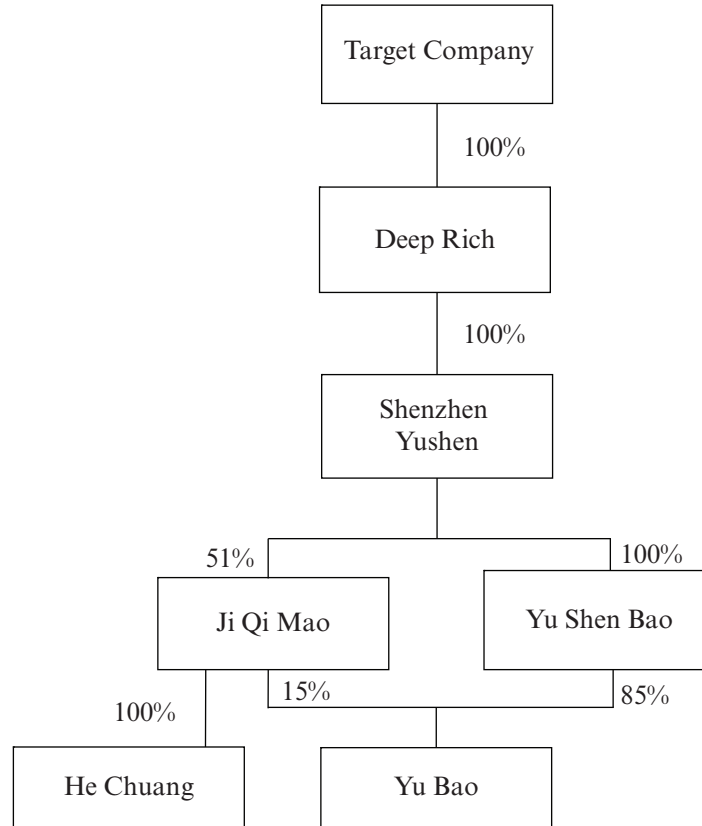 Target Company
100%
Deep Rich
100%
Shenzhen
Yushen
51%
100%
Ji Qi Mao
Yu Shen Bao
100%
15%
85%
He Chuang
Yu Bao